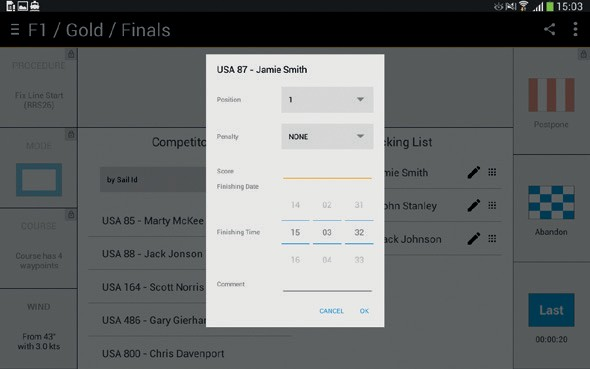 15:03
F1 / Gold / Finals
PROCEDURE
Fix Line Start
(RRS26)
MODE
COURSE
Course has 4
waypoints
WIND
From 43°
with 3.0 kts
Competito
by Sail Id
USA 85 - Marty McKee
USA 88 - Jack Jonson
USA 164 - Scott Norris
USA 486 - Gary Gierha
USA 800 - Chris Davenport
USA 87 - Jamie Smith
Position
1
Penalty
NONE
Score
Finishing Date
14 02 31
Finishing Time
15 03 32
16 04 33
Comment
CANCEL OK
cking List
mie Smith
ohn Stanley
ack Johnson
Postpone
Abandon
Last
00:00:20